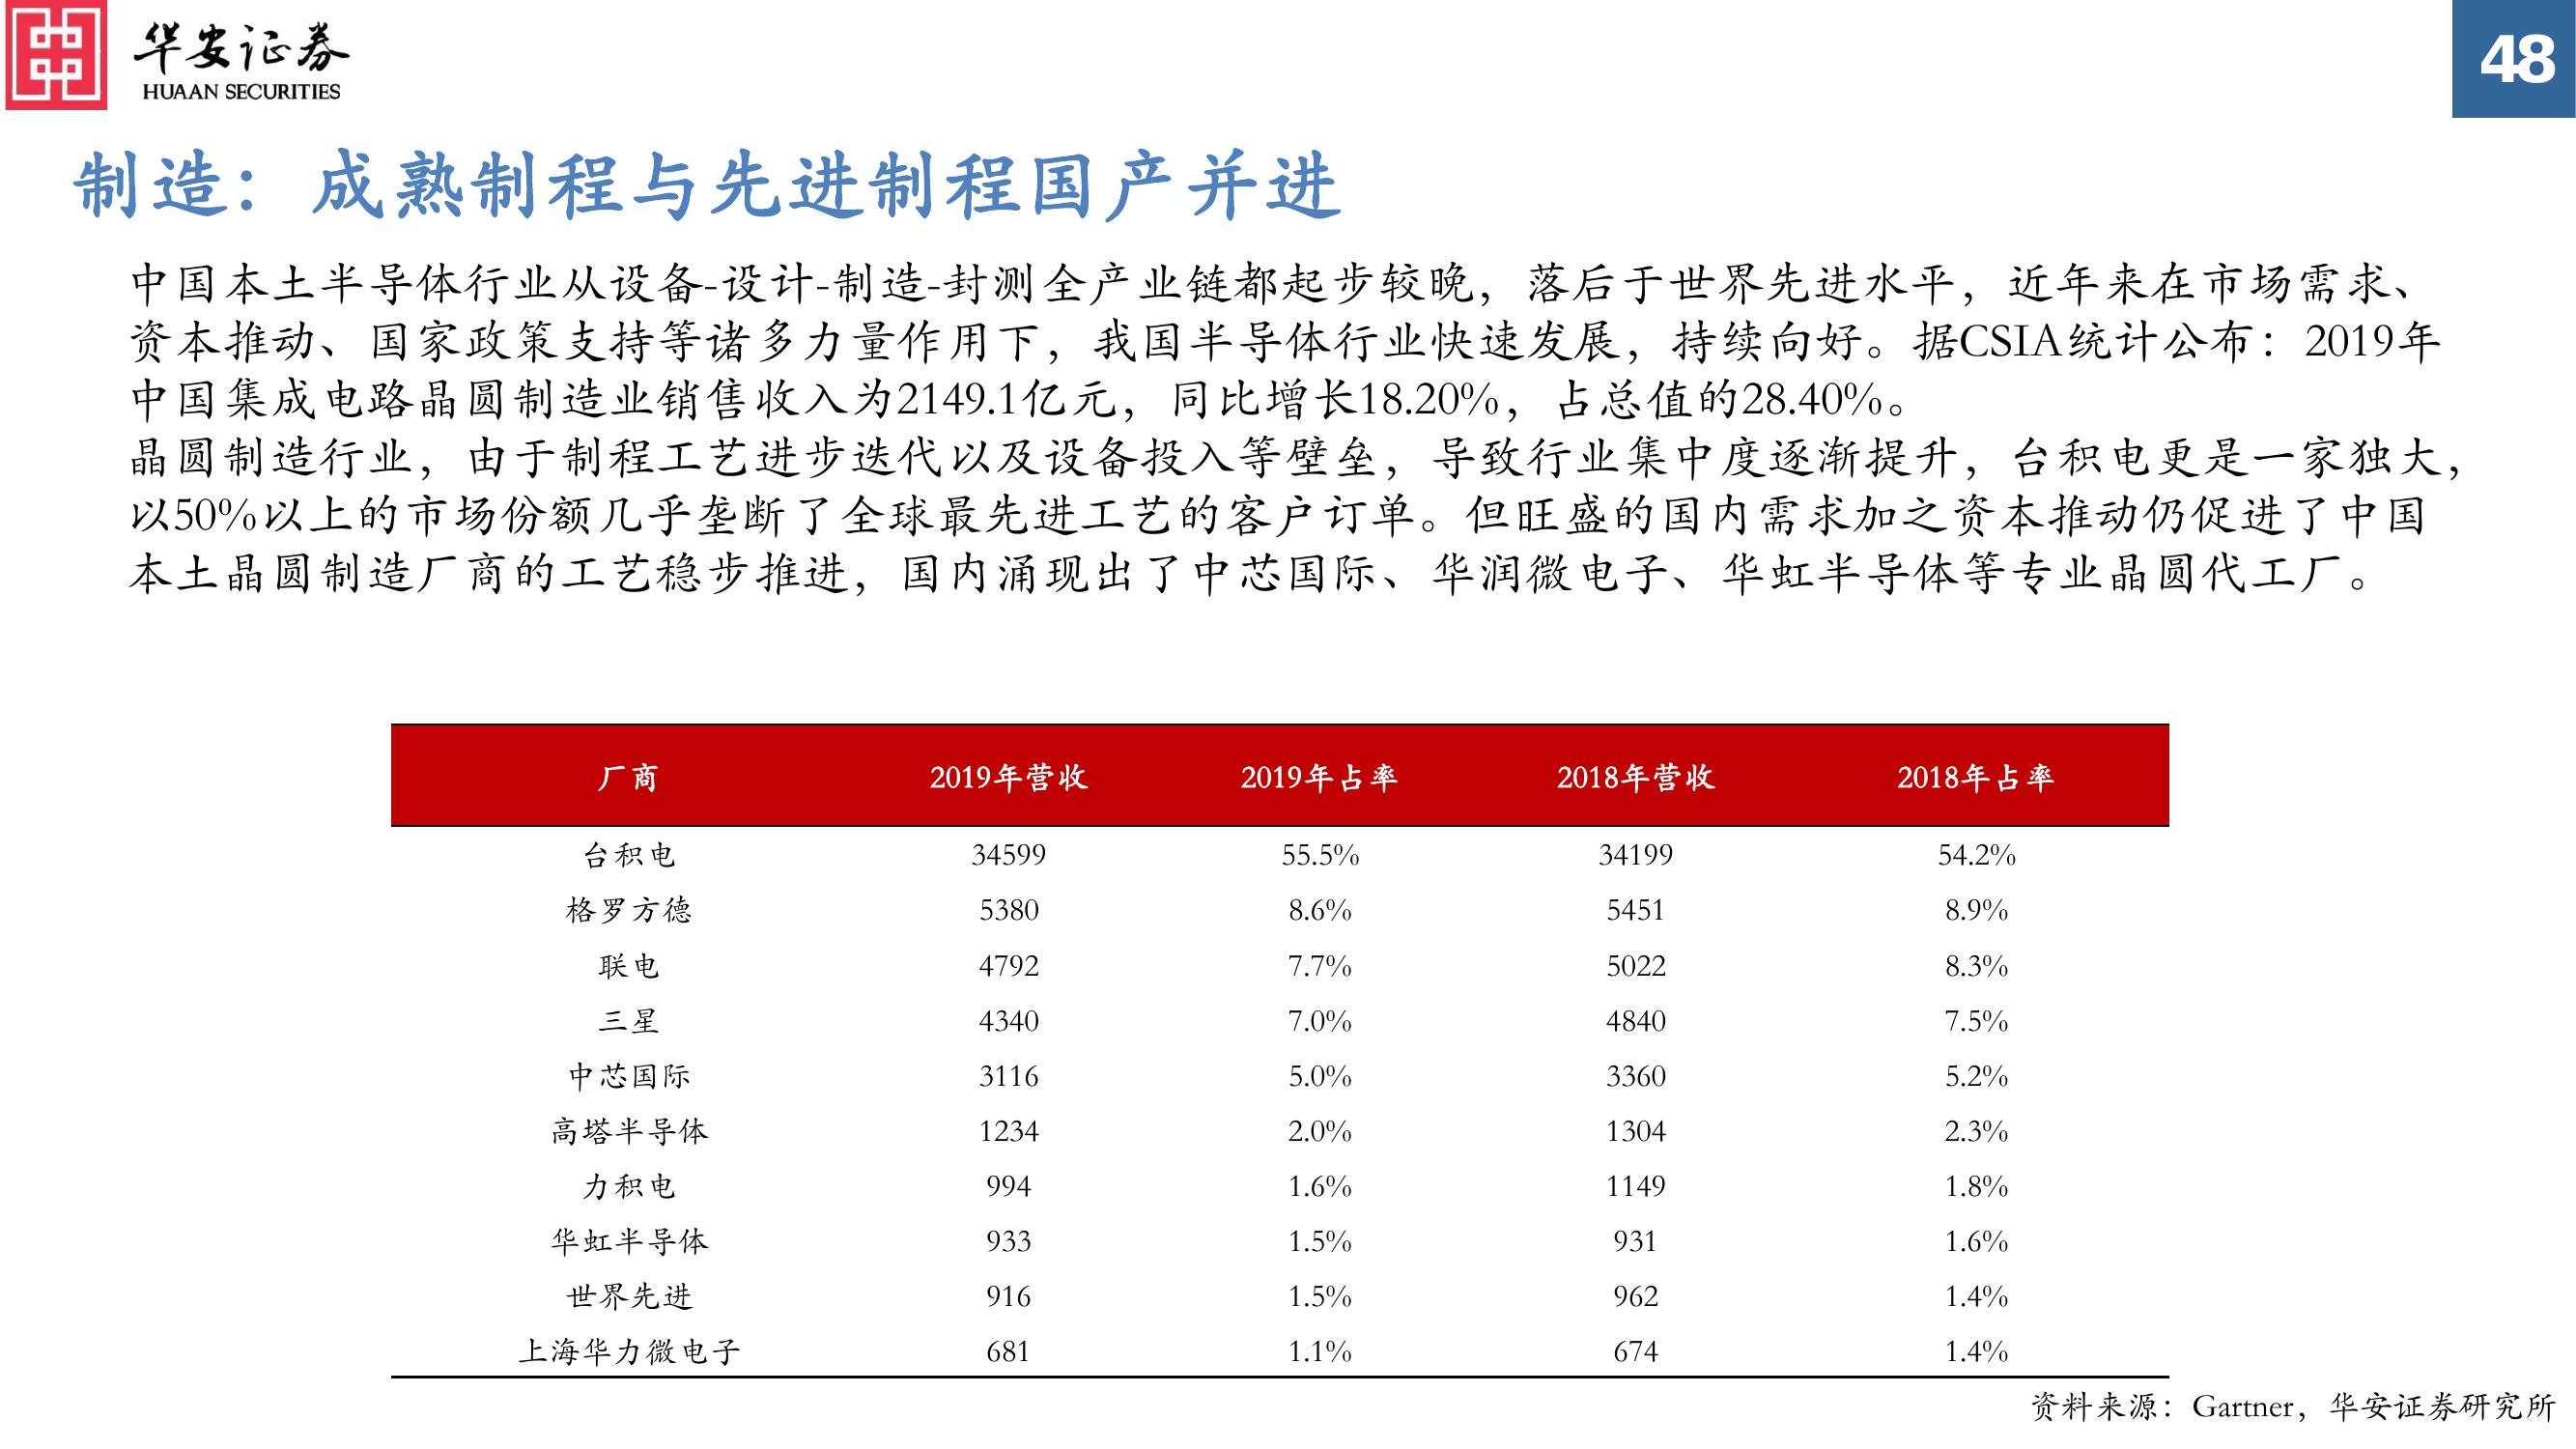 华安证券
HUAAN SECURITIES
48
制造：成熟制程与先进制程国产并进
中国本土半导体行业从设备-设计-制造-封测全产业链都起步较晚，落后于世界先进水平，近年来在市场需求、
资本推动、国家政策支持等诸多力量作用下，我国半导体行业快速发展，持续向好。据CSIA统计公布：2019年
中国集成电路晶圆制造业销售收入为2149.1亿元，同比增长18.20%，占总值的28.40%。
晶圆制造行业，由于制程工艺进步迭代以及设备投入等壁垒，导致行业集中度逐渐提升，台积电更是一家独大，
以50%以上的市场份额几乎垄断了全球最先进工艺的客户订单。但旺盛的国内需求加之资本推动仍促进了中国
本土晶圆制造厂商的工艺稳步推进，国内涌现出了中芯国际、华润微电子、华虹半导体等专业晶圆代工厂。
厂商 2019年营收 2019年占率 2018年营收 2018年占率
台积电 34599 55.5% 34199 54.2%
格罗方德 5380 8.6% 5451 8.9%
联电 4792 7.7% 5022 8.3%
三星 4340 7.0% 4840 7.5%
中芯国际 3116 5.0% 3360 5.2%
高塔半导体 1234 2.0% 1304 2.3%
力积电 994 1.6% 1149 1.8%
华虹半导体 933 1.5% 931 1.6%
世界先进 916 1.5% 962 1.4%
上海华力微电子 681 1.1% 674 1.4%
资料来源：Gartner，华安证券研究所